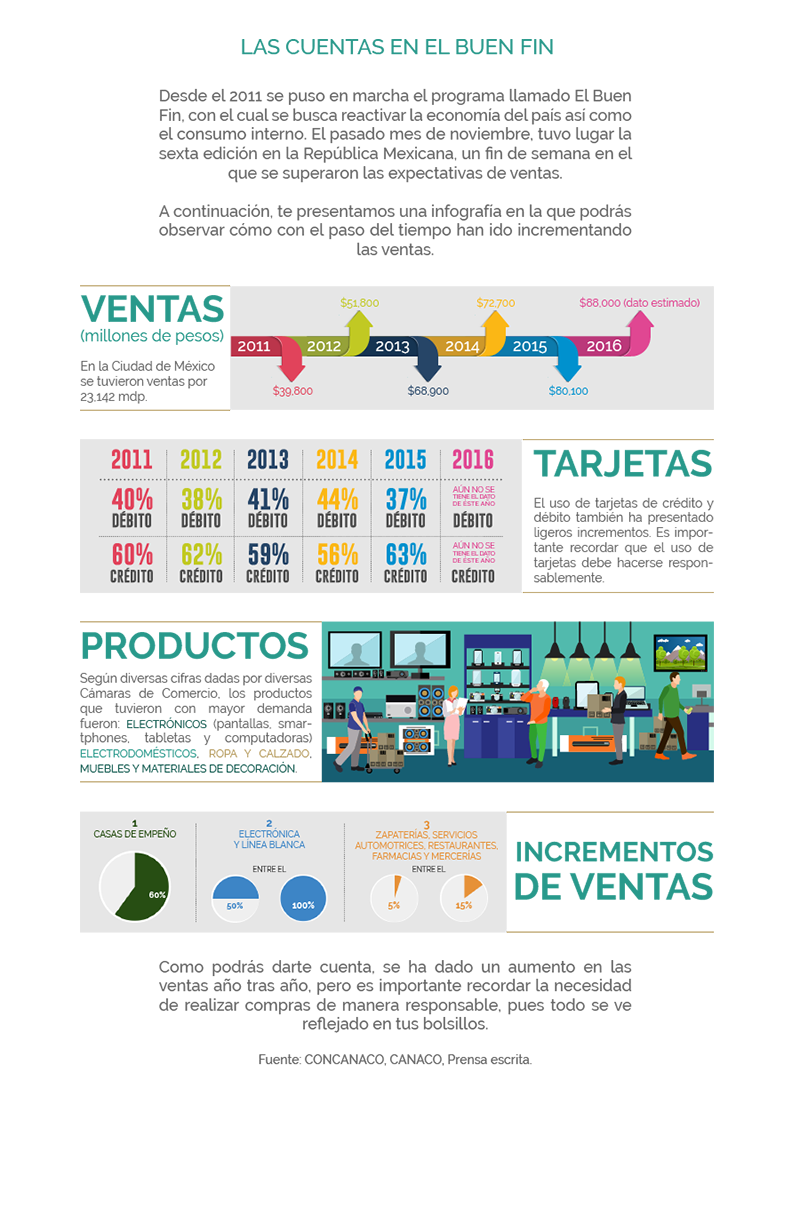 LAS CUENTAS EN EL BUEN FIN
Desde el 2011 se puso en marcha el programa llamado El Buen
Fin, con el cual se busca reactivar la economía del país así como
el consumo interno. El pasado mes de noviembre, tuvo lugar la
sexta edición en la República Mexicana, un fin de semana en el
que se superaron las expectativas de ventas.
A continuación, te presentamos una infografía en la que podrás
observar cómo con el paso del tiempo han ido incrementando
las ventas.
VENTAS
(millones de pesos)
En la Ciudad de México
se tuvieron ventas por
23,142 mdp.
$51,800 $72,700 $88,000 (dato estimado)
2011 2012 2013 2014 2015 2016
$39,800 $68,900 $80,100
2011 2012 2013 2014 2015 2016
40% 38% 41% 44% 37% AÚN NO SE
TIENE EL DATO
DE ÉSTE AÑO
DÉBITO DÉBITO DÉBITO DÉBITO DÉBITO DÉBITO
60% 62% 59% 56% 63% AÚN NO SE
TIENE EL DATO
DE ÉSTE AÑO
CRÉDITO CRÉDITO CRÉDITO CRÉDITO CRÉDITO CRÉDITO
TARJETAS
El uso de tarjetas de crédito y
débito también ha presentado
ligeros incrementos. Es impor-
tante recordar que el uso de
tarjetas debe hacerse respon-
sablemente.
PRODUCTOS
Según diversas cifras dadas por diversas
Cámaras de Comercio, los productos
que tuvieron con mayor demanda
fueron: ELECTRÓNICOS (pantallas, smar-
tphones, tabletas y computadoras)
ELECTRODOMÉSTICOS, ROPA Y CALZADO,
MUEBLES Y MATERIALES DE DECORACIÓN.
1
CASAS DE EMPEÑO
60%
2
ELECTRÓNICA
Y LÍNEA BLANCA
ENTRE EL
50% 100%
3
ZAPATERÍAS, SERVICIOS
AUTOMOTRICES, RESTAURANTES,
FARMACIAS Y MERCERÍAS
ENTRE EL
5% 15%
INCREMENTOS
DE VENTAS
Como podrás darte cuenta, se ha dado un aumento en las
ventas año tras año, pero es importante recordar la necesidad
de realizar compras de manera responsable, pues todo se ve
reflejado en tus bolsillos.
Fuente: CONCANACO, CANACO, Prensa escrita.